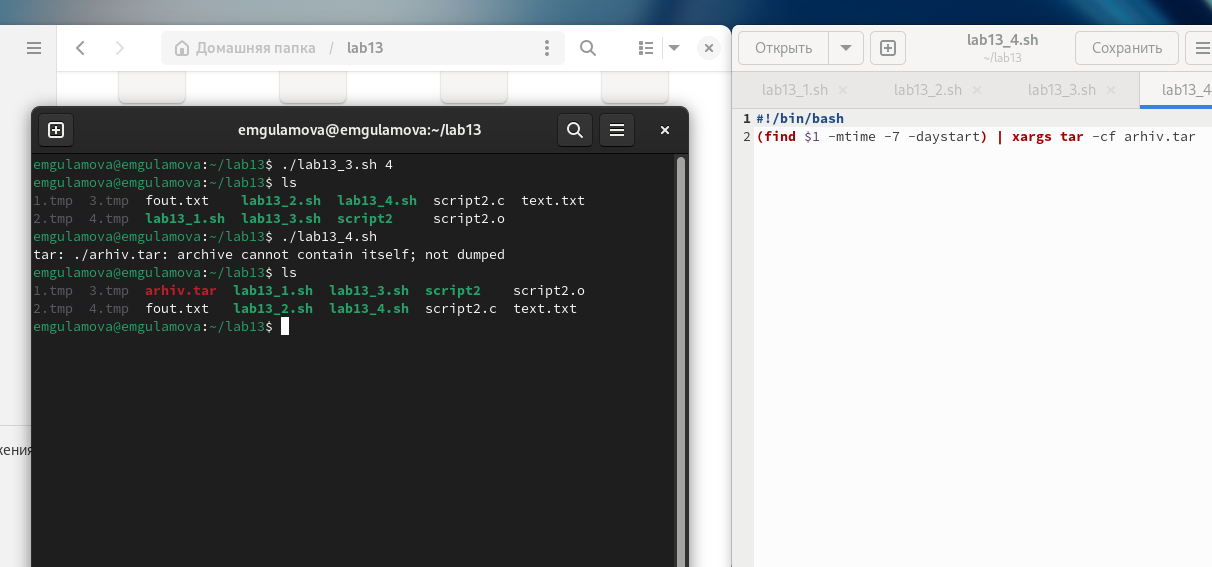 Домашняя папка / lab13
emgulamova@emgulamova:~/lab13
emgulamova@emgulamova:~/lab13$ ./lab13_3.sh 4
emgulamova@emgulamova:~/lab13$ ls
1.tmp  3.tmp  fout.txt    lab13_2.sh  lab13_4.sh  script2.c  text.txt
2.tmp  4.tmp  lab13_1.sh  lab13_3.sh  script2     script2.o
emgulamova@emgulamova:~/lab13$ ./lab13_4.sh
tar: ./arhiv.tar: archive cannot contain itself; not dumped
emgulamova@emgulamova:~/lab13$ ls
1.tmp  3.tmp  arhiv.tar  lab13_1.sh  lab13_3.sh  script2    script2.o
2.tmp  4.tmp  fout.txt   lab13_2.sh  lab13_4.sh  script2.c  text.txt
emgulamova@emgulamova:~/lab13$
Открыть
lab13_4.sh
~/lab13
Сохранить
lab13_1.sh lab13_2.sh lab13_3.sh lab13_4
1 #!/bin/bash
2 (find $1 -mtime -7 -daystart) | xargs tar -cf arhiv.tar